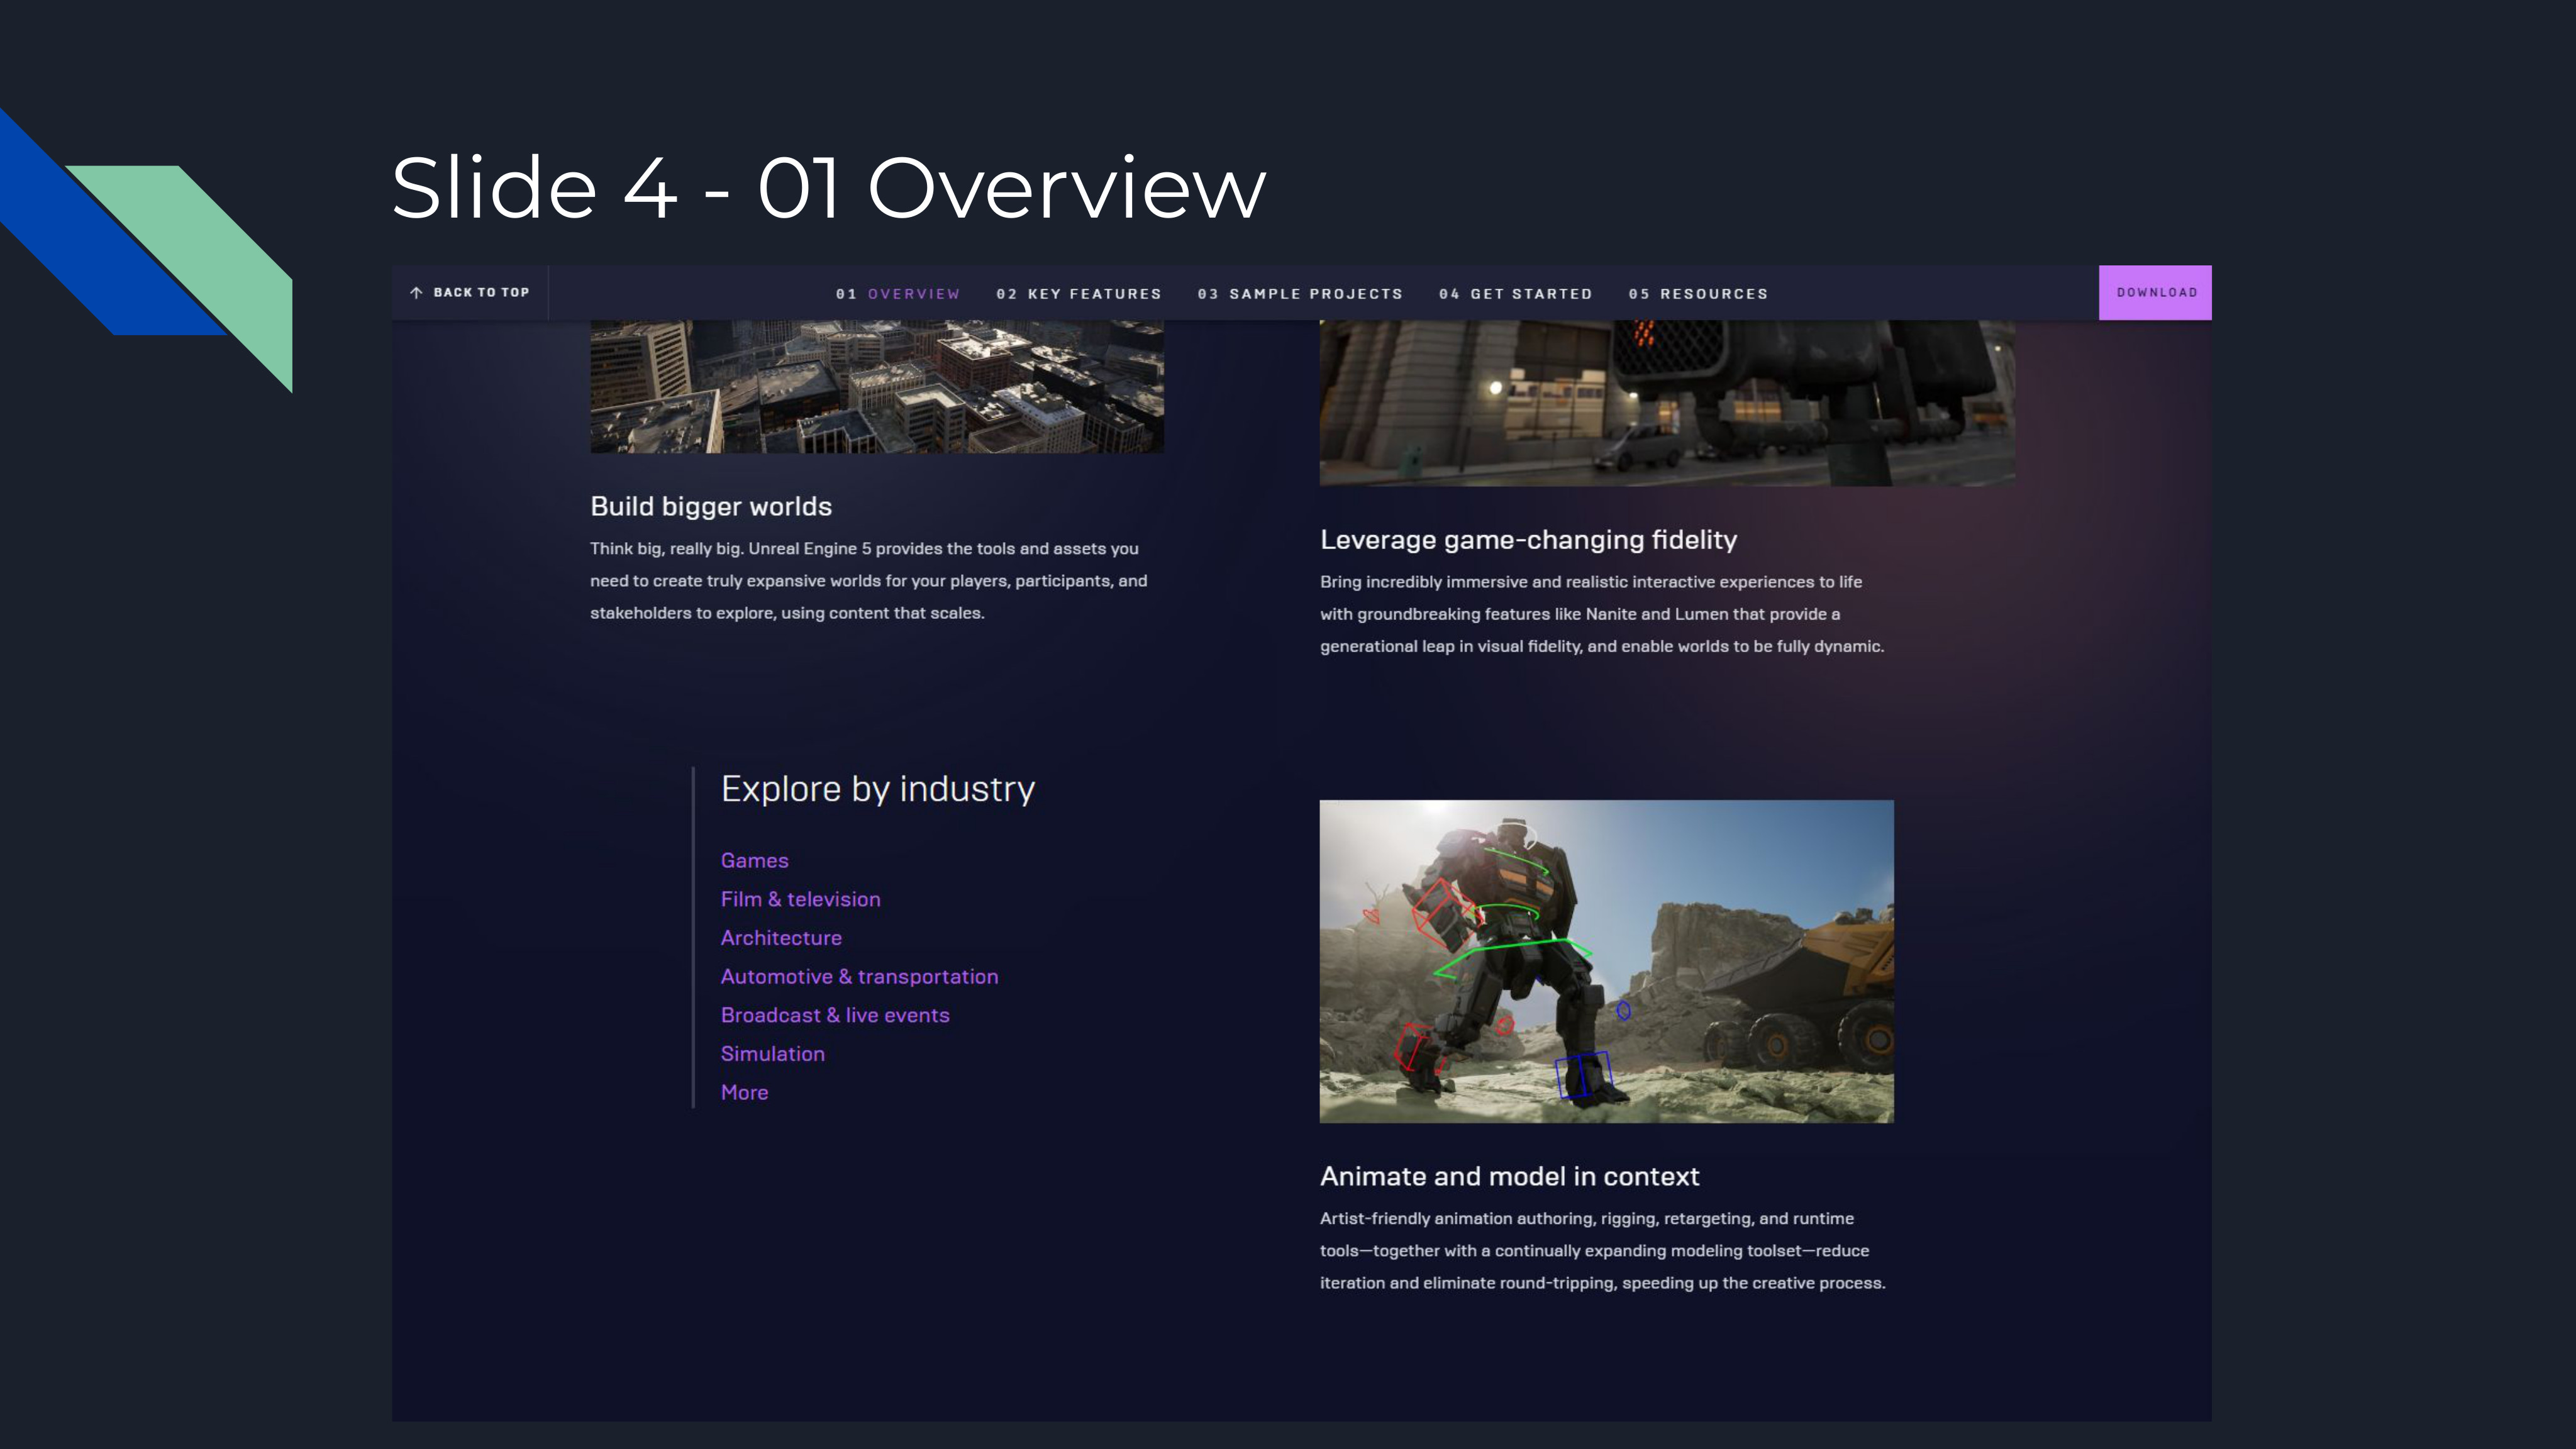 Slide 4 - 01 Overview
BACK TO TOP
01 OVERVIEW
02 KEY FEATURES
03 SAMPLE PROJECTS
04 GET STARTED
05 RESOURCES
DOWNLOAD
Build bigger worlds
Think big, really big. Unreal Engine 5 provides the tools and assets you
need to create truly expansive worlds for your players, participants, and
stakeholders to explore, using content that scales.
Leverage game-changing fidelity
Bring incredibly immersive and realistic interactive experiences to life
with groundbreaking features like Nanite and Lumen that provide a
generational leap in visual fidelity, and enable worlds to be fully dynamic.
Explore by industry
Games
Film & television
Architecture
Automotive & transportation
Broadcast & live events
Simulation
More
Animate and model in context
Artist-friendly animation authoring, rigging, retargeting, and runtime
tools—together with a continually expanding modeling toolset—reduce
iteration and eliminate round-tripping, speeding up the creative process.